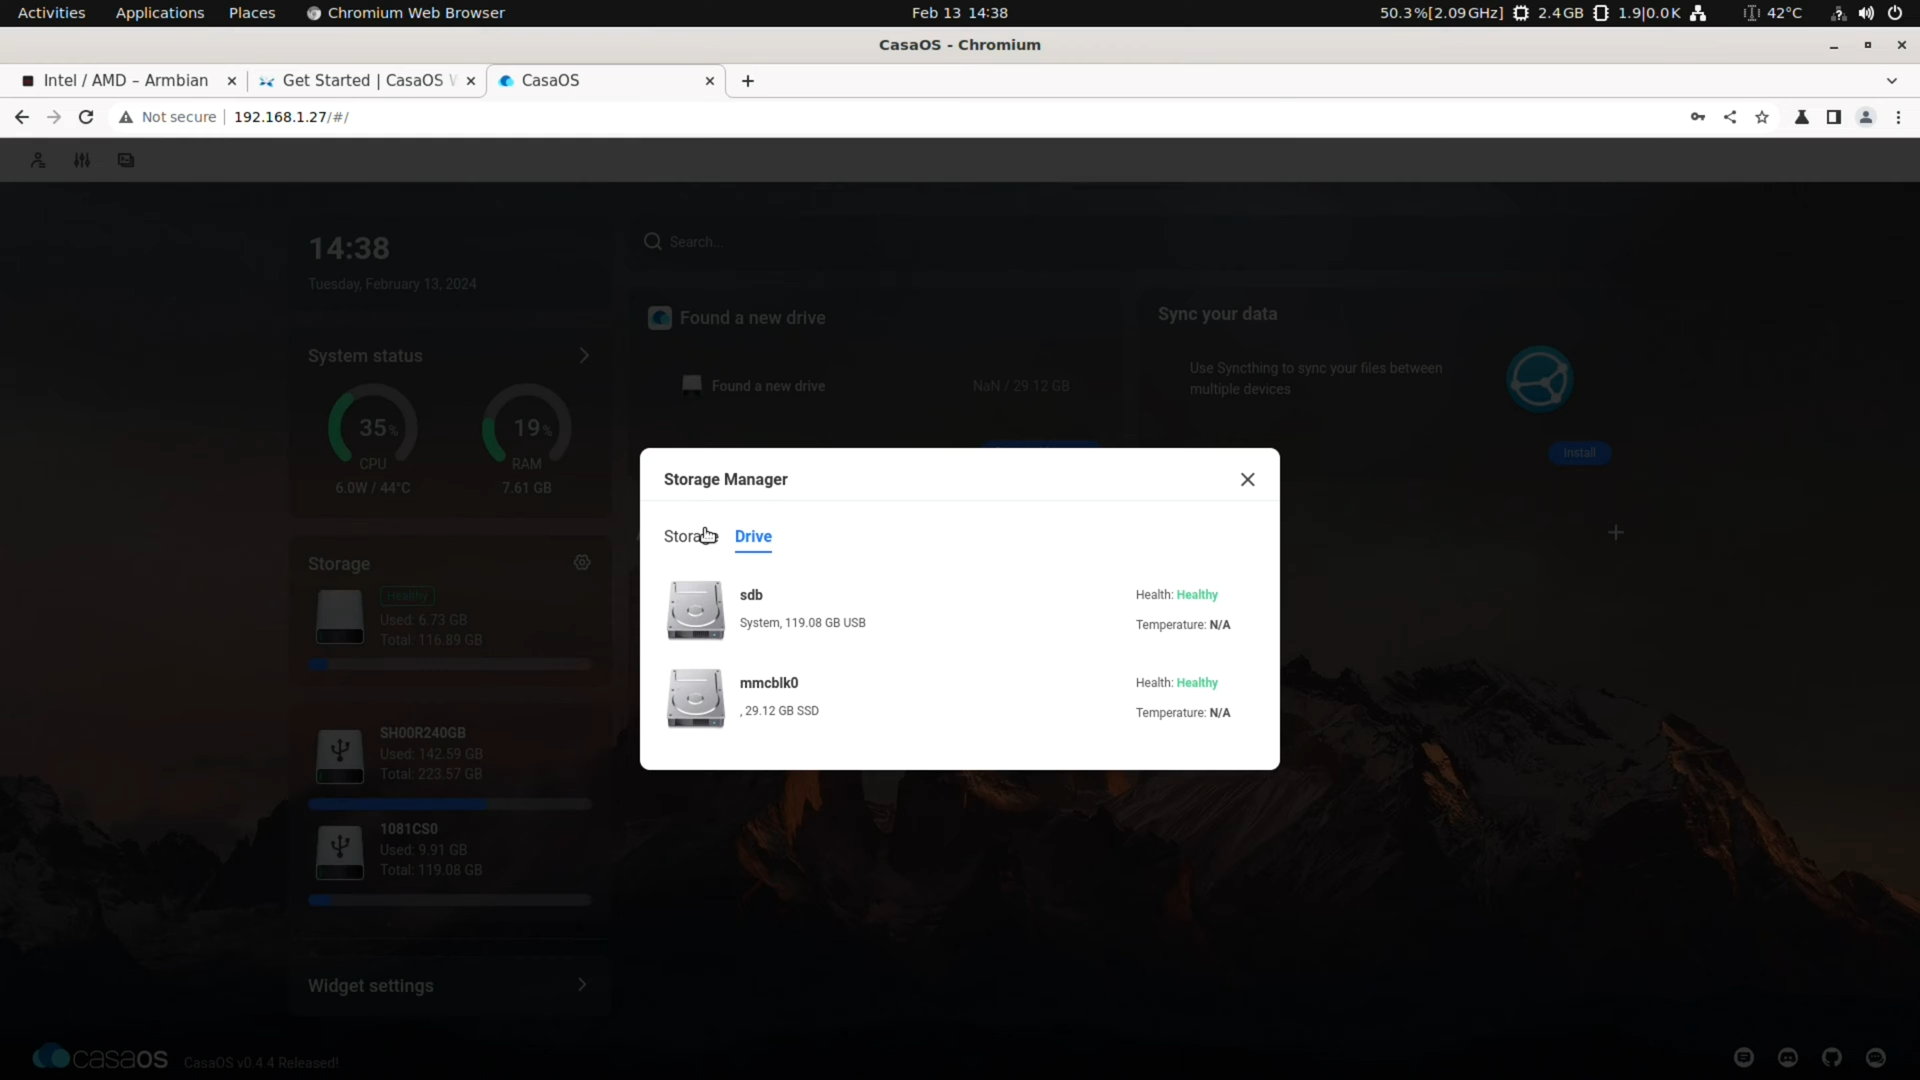 Activities Applications Places Chromium Web Browser Feb 13 14:38 50.3%[2.09GHz] 2.4GB 1.9|0.0K 42°C
CasaOS - Chromium
Intel / AMD – Armbian Get Started | CasaOS CasaOS
Not secure 192.168.1.27/#/
14:38
Tuesday, February 13, 2024
Search...
Found a new drive
Found a new drive NaN / 29.12 GB
Sync your data
Use Syncthing to sync your files between
multiple devices
Install
System status
35% 19%
CPU RAM
6.0W / 44°C 7.61 GB
Storage
Healthy
Used: 6.73 GB
Total: 116.89 GB
SH00R240GB
Used: 142.59 GB
Total: 223.57 GB
1081CS0
Used: 9.91 GB
Total: 119.08 GB
Widget settings
Storage Manager
Storage Drive
sdb
System, 119.08 GB USB
Health: Healthy
Temperature: N/A
mmcblk0
, 29.12 GB SSD
Health: Healthy
Temperature: N/A
CasaOS CasaOS v0.4.4 Released!